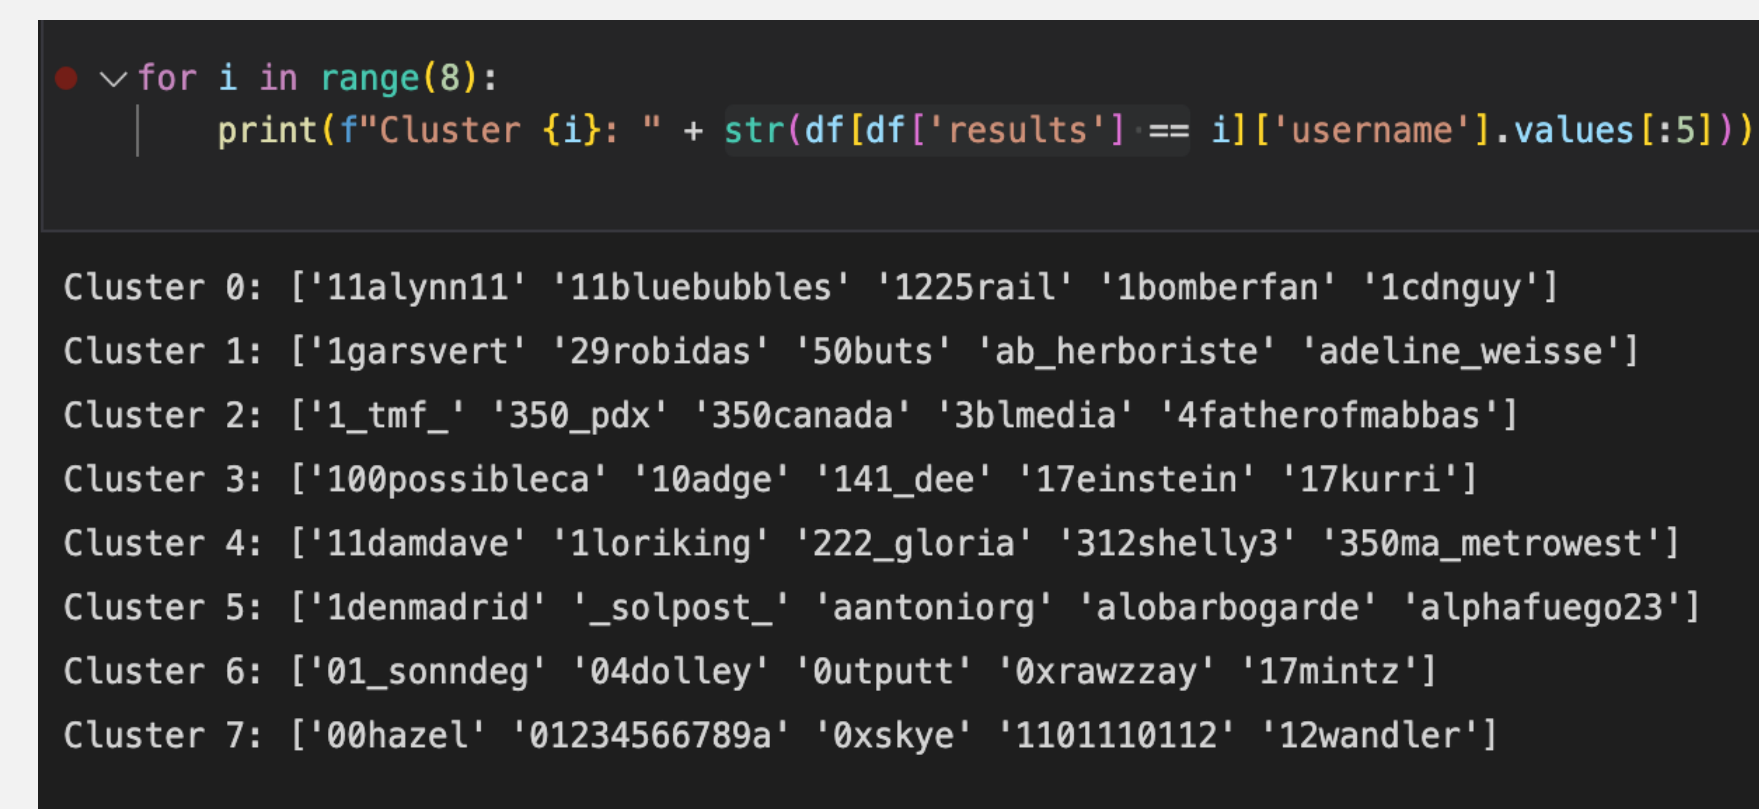 for i in range(8):
print(f"Cluster {i}: " + str(df[df['results'] == i]['username'].values[:5]))
Cluster 0: ['11alynn11' '11bluebubbles' '1225rail' '1bomberfan' '1cdnguy']
Cluster 1: ['1garsvert' '29robidas' '50buts' 'ab_herboriste' 'adeline_weisse']
Cluster 2: ['1_tmf_' '350_pdx' '350canada' '3blmedia' '4fatherofmabbas']
Cluster 3: ['100possibleca' '10adge' '141_dee' '17einstein' '17kurri']
Cluster 4: ['11damdave' '1loriking' '222_gloria' '312shelly3' '350ma_metrowest']
Cluster 5: ['1denmadrid' '_solpost_' 'aantoniorg' 'alobarbogarde' 'alphafuego23']
Cluster 6: ['01_sonndeg' '04dolley' '0utputt' '0xrawzzay' '17mintz']
Cluster 7: ['00hazel' '01234566789a' '0xskye' '1101110112' '12wandler']